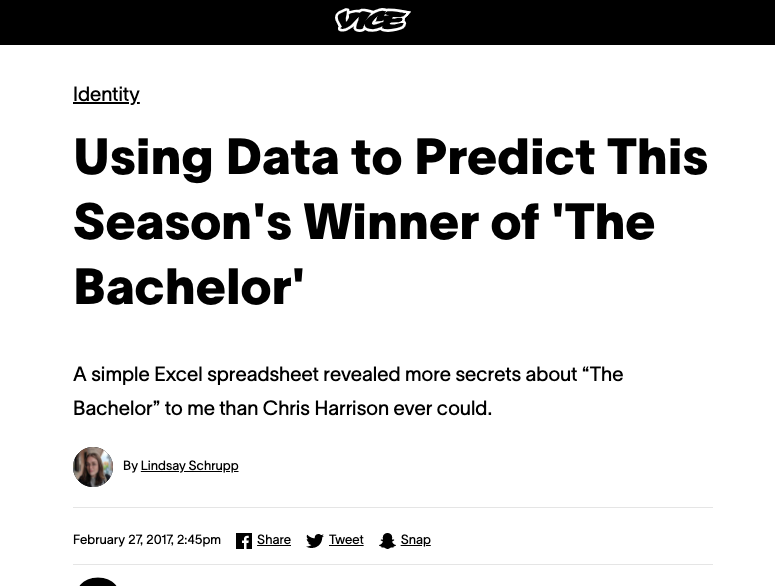 VICE
Identity
Using Data to Predict This
Season's Winner of 'The
Bachelor'
A simple Excel spreadsheet revealed more secrets about “The
Bachelor” to me than Chris Harrison ever could.
By Lindsay Schrupp
February 27, 2017, 2:45pm Share Tweet Snap